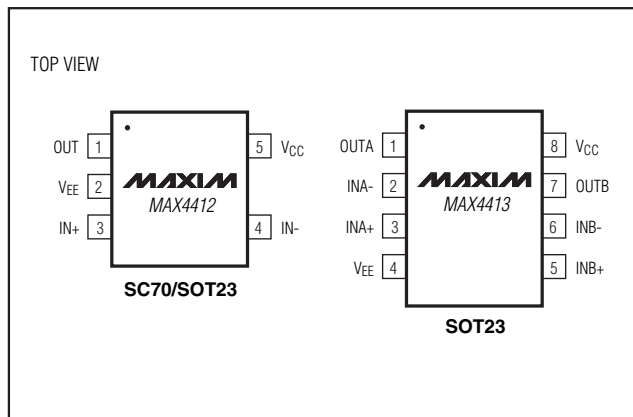 TOP VIEW
OUT 1
VEE 2
IN+ 3
MAXIM
MAX4412
5 VCC
4 IN-
SC70/SOT23
OUTA 1
INA- 2
INA+ 3
VEE 4
MAXIM
MAX4413
8 VCC
7 OUTB
6 INB-
5 INB+
SOT23